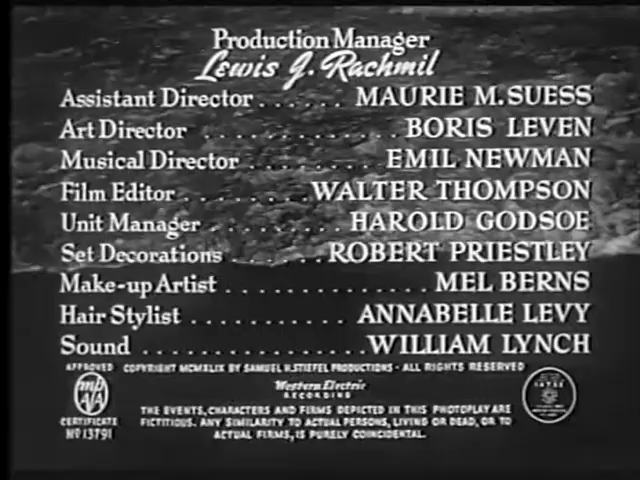 Production Manager
Lewis J. Rachmil
Assistant Director . . . . . . MAURIE M. SUESS
Art Director . . . . . . . . . . . . BORIS LEVEN
Musical Director . . . . . . . . . . EMIL NEWMAN
Film Editor . . . . . . . . . WALTER THOMPSON
Unit Manager . . . . . . . . . HAROLD GODSOE
Set Decorations . . . . . . ROBERT PRIESTLEY
Make-up Artist . . . . . . . . . . . . . . MEL BERNS
Hair Stylist . . . . . . . . . . . ANNABELLE LEVY
Sound . . . . . . . . . . . . . . . . WILLIAM LYNCH
APPROVED COPYRIGHT MCMXLIX BY SAMUEL H. STIEFEL PRODUCTIONS - ALL RIGHTS RESERVED
Western Electric
RECORDING
THE EVENTS, CHARACTERS AND FIRMS DEPICTED IN THIS PHOTOPLAY ARE
FICTITIOUS. ANY SIMILARITY TO ACTUAL PERSONS, LIVING OR DEAD, OR TO
ACTUAL FIRMS, IS PURELY COINCIDENTAL.
CERTIFICATE
No 13791
IATSE